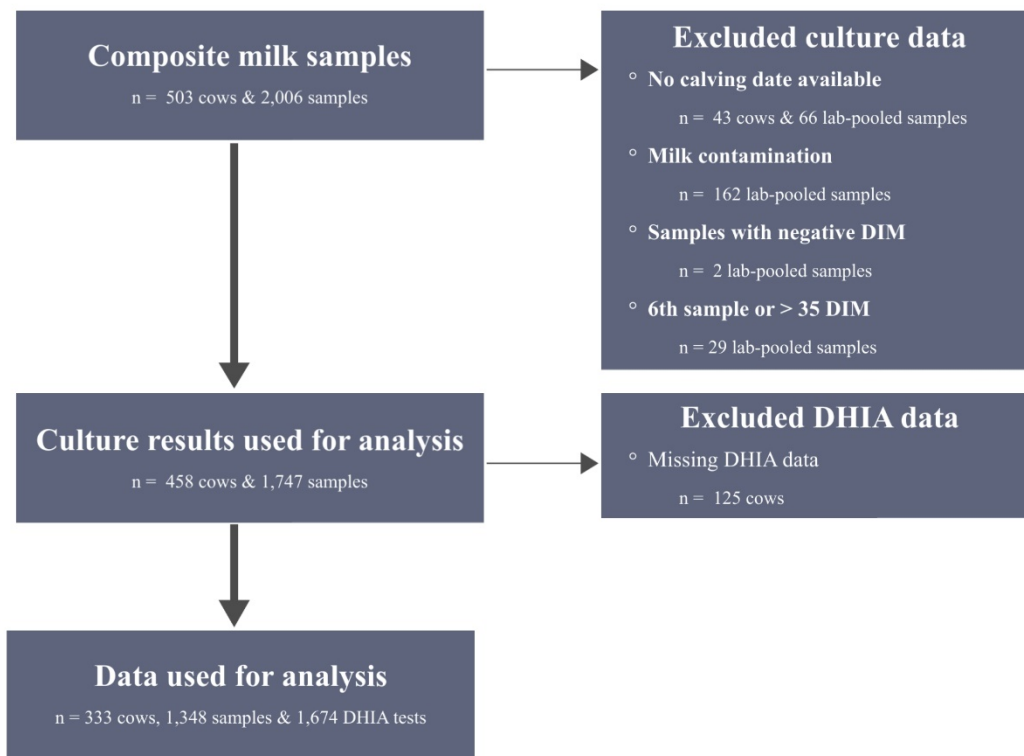 Composite milk samples
n = 503 cows & 2,006 samples
Excluded culture data
° No calving date available
n = 43 cows & 66 lab-pooled samples
° Milk contamination
n = 162 lab-pooled samples
° Samples with negative DIM
n = 2 lab-pooled samples
° 6th sample or > 35 DIM
n = 29 lab-pooled samples
Culture results used for analysis
n = 458 cows & 1,747 samples
Excluded DHIA data
° Missing DHIA data
n = 125 cows
Data used for analysis
n = 333 cows, 1,348 samples & 1,674 DHIA tests